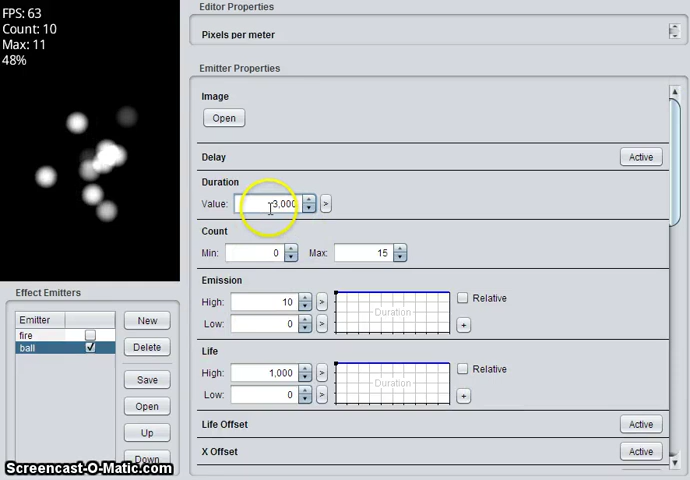 FPS: 63
Count: 10
Max: 11
48%
Editor Properties
Pixels per meter
Emitter Properties
Image
Open
Delay
Active
Duration
Value: 3,000 >
Count
Min: 0 Max: 15
Emission
High: 10 >
Low: 0 >
Duration
Relative
+
Life
High: 1,000 >
Low: 0 >
Duration
Relative
+
Life Offset
Active
X Offset
Active
Effect Emitters
Emitter
fire
ball
New
Delete
Save
Open
Up
Down
Screencast-O-Matic.com